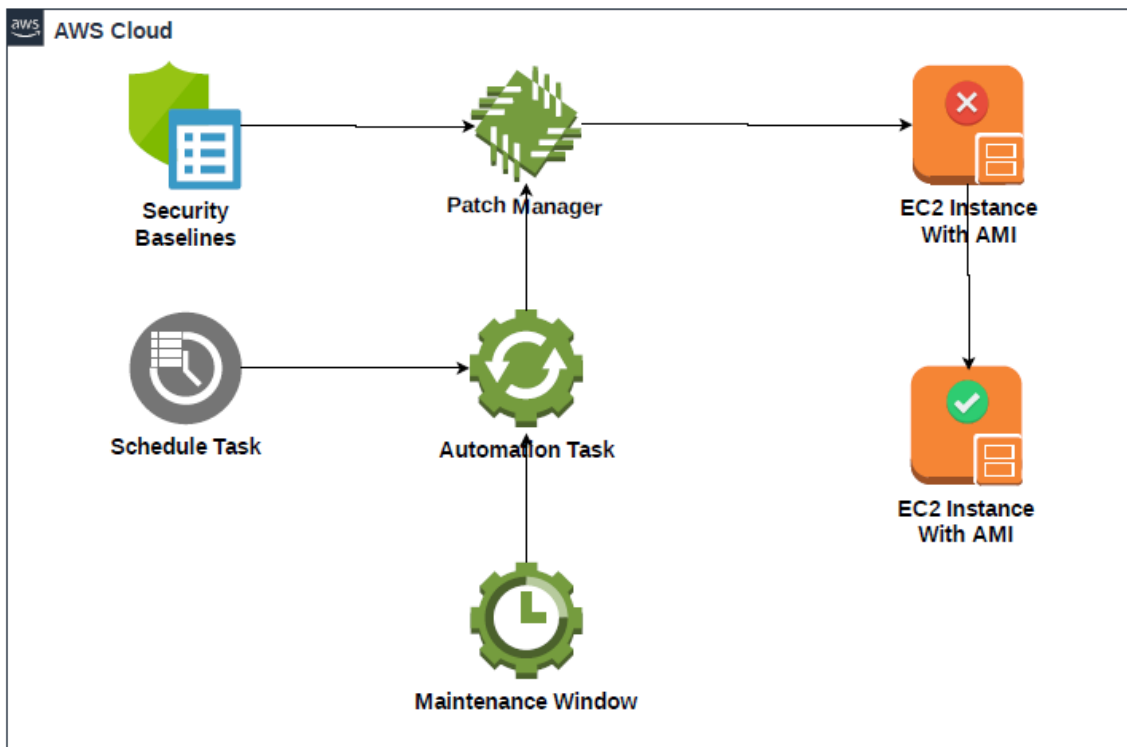 aws
AWS Cloud
Security
Baselines
Patch Manager
EC2 Instance
With AMI
Schedule Task
Automation Task
EC2 Instance
With AMI
Maintenance Window